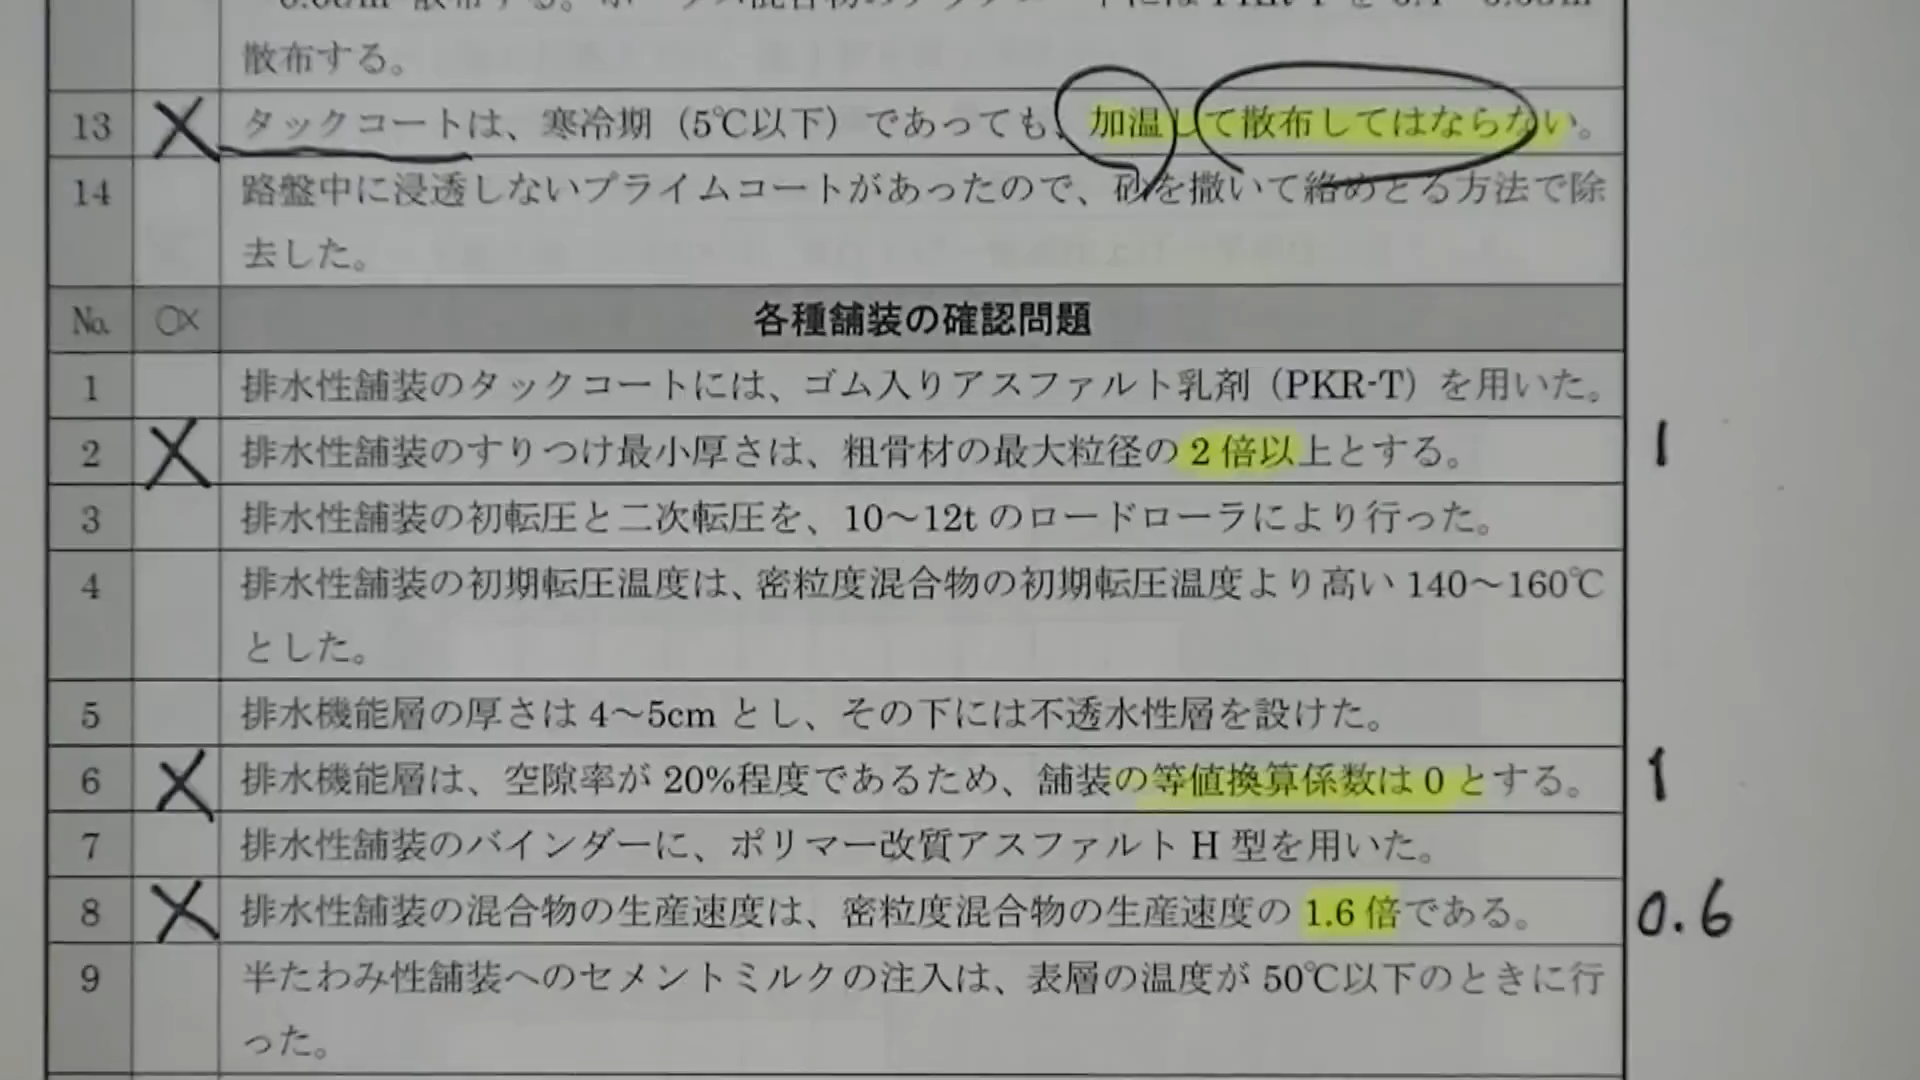 散布する。
13 × タックコートは、寒冷期（5℃以下）であっても、加温して散布してはならない。
14 路盤中に浸透しないプライムコートがあったので、砂を撒いて絡めとる方法で除
去した。
No. ○× 各種舗装の確認問題
1 排水性舗装のタックコートには、ゴム入りアスファルト乳剤（PKR-T）を用いた。
2 × 排水性舗装のすりつけ最小厚さは、粗骨材の最大粒径の 2 倍以上とする。 1
3 排水性舗装の初転圧と二次転圧を、10～12t のロードローラにより行った。
4 排水性舗装の初期転圧温度は、密粒度混合物の初期転圧温度より高い 140～160℃
とした。
5 排水機能層の厚さは 4～5cm とし、その下には不透水性層を設けた。
6 × 排水機能層は、空隙率が 20%程度であるため、舗装の等値換算係数は 0 とする。 1
7 排水性舗装のバインダーに、ポリマー改質アスファルト H 型を用いた。
8 × 排水性舗装の混合物の生産速度は、密粒度混合物の生産速度の 1.6 倍である。 0.6
9 半たわみ性舗装へのセメントミルクの注入は、表層の温度が 50℃以下のときに行
った。